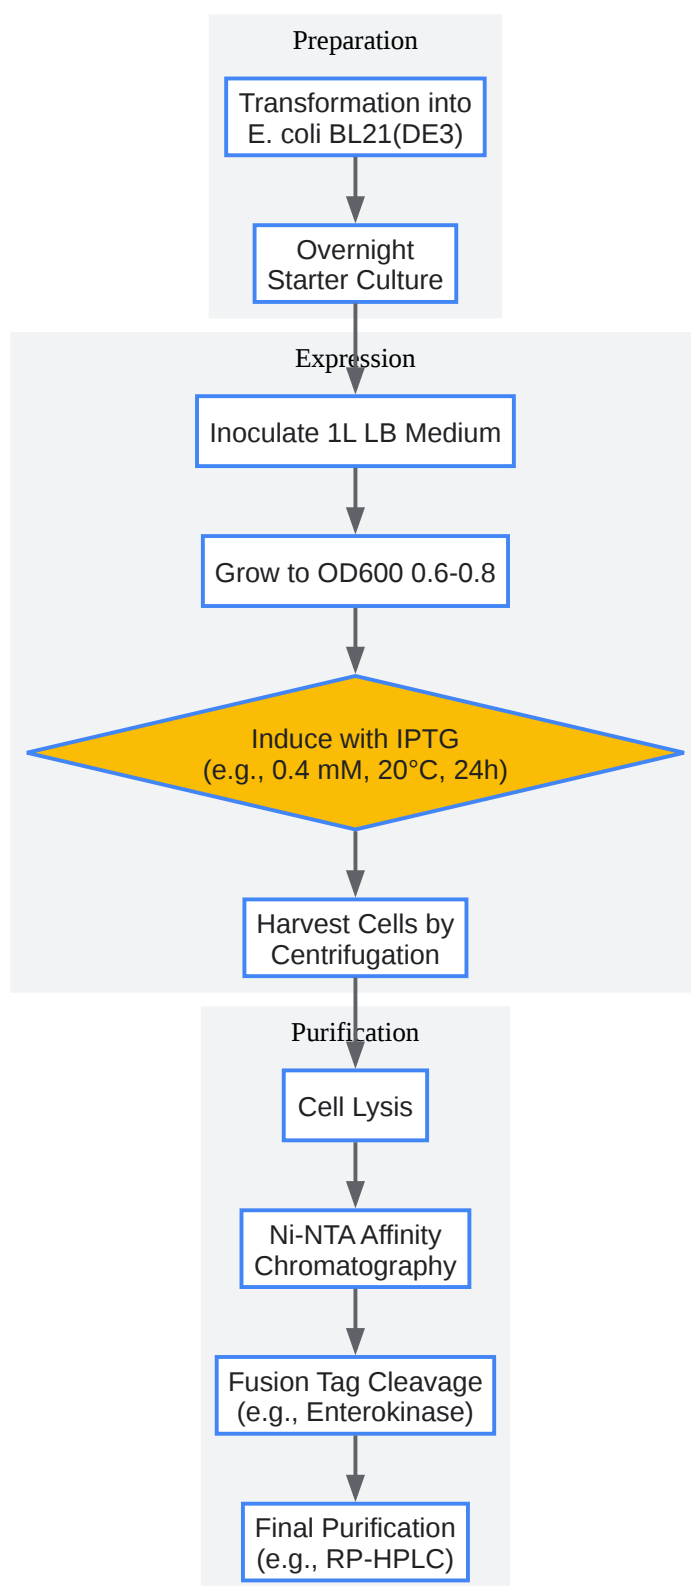 Preparation
Transformation into
E. coli BL21(DE3)
Overnight
Starter Culture
Expression
Inoculate 1L LB Medium
Grow to OD600 0.6-0.8
Induce with IPTG
(e.g., 0.4 mM, 20°C, 24h)
Harvest Cells by
Centrifugation
Purification
Cell Lysis
Ni-NTA Affinity
Chromatography
Fusion Tag Cleavage
(e.g., Enterokinase)
Final Purification
(e.g., RP-HPLC)